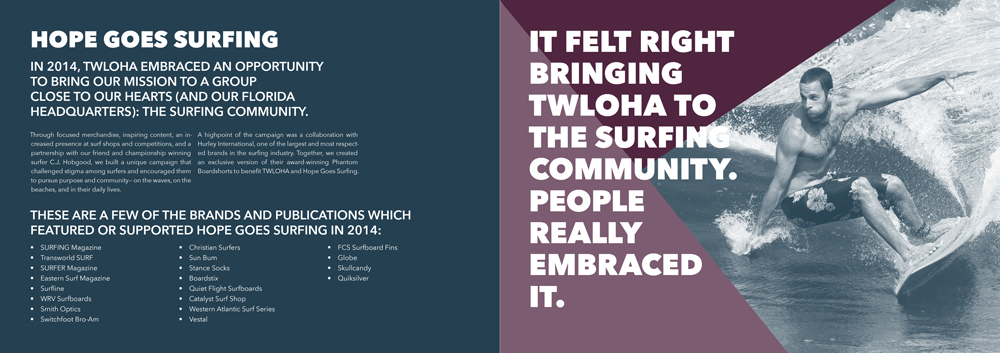 HOPE GOES SURFING
IN 2014, TWLOHA EMBRACED AN OPPORTUNITY
TO BRING OUR MISSION TO A GROUP
CLOSE TO OUR HEARTS (AND OUR FLORIDA
HEADQUARTERS): THE SURFING COMMUNITY.
Through focused merchandise, inspiring content, an in-
creased presence at surf shops and competitions, and a
partnership with our friend and championship winning
surfer C.J. Hobgood, we built a unique campaign that
challenged stigma among surfers and encouraged them
to pursue purpose and community– on the waves, on the
beaches, and in their daily lives.
A highpoint of the campaign was a collaboration with
Hurley International, one of the largest and most respect-
ed brands in the surfing industry. Together, we created
an exclusive version of their award-winning Phantom
Boardshorts to benefit TWLOHA and Hope Goes Surfing.
THESE ARE A FEW OF THE BRANDS AND PUBLICATIONS WHICH
FEATURED OR SUPPORTED HOPE GOES SURFING IN 2014:
• SURFING Magazine
• Transworld SURF
• SURFER Magazine
• Eastern Surf Magazine
• Surfline
• WRV Surfboards
• Smith Optics
• Switchfoot Bro-Am
• Christian Surfers
• Sun Bum
• Stance Socks
• Boardstix
• Quiet Flight Surfboards
• Catalyst Surf Shop
• Western Atlantic Surf Series
• Vestal
• FCS Surfboard Fins
• Globe
• Skullcandy
• Quiksilver
IT FELT RIGHT
BRINGING
TWLOHA TO
THE SURFING
COMMUNITY.
PEOPLE
REALLY
EMBRACED
IT.